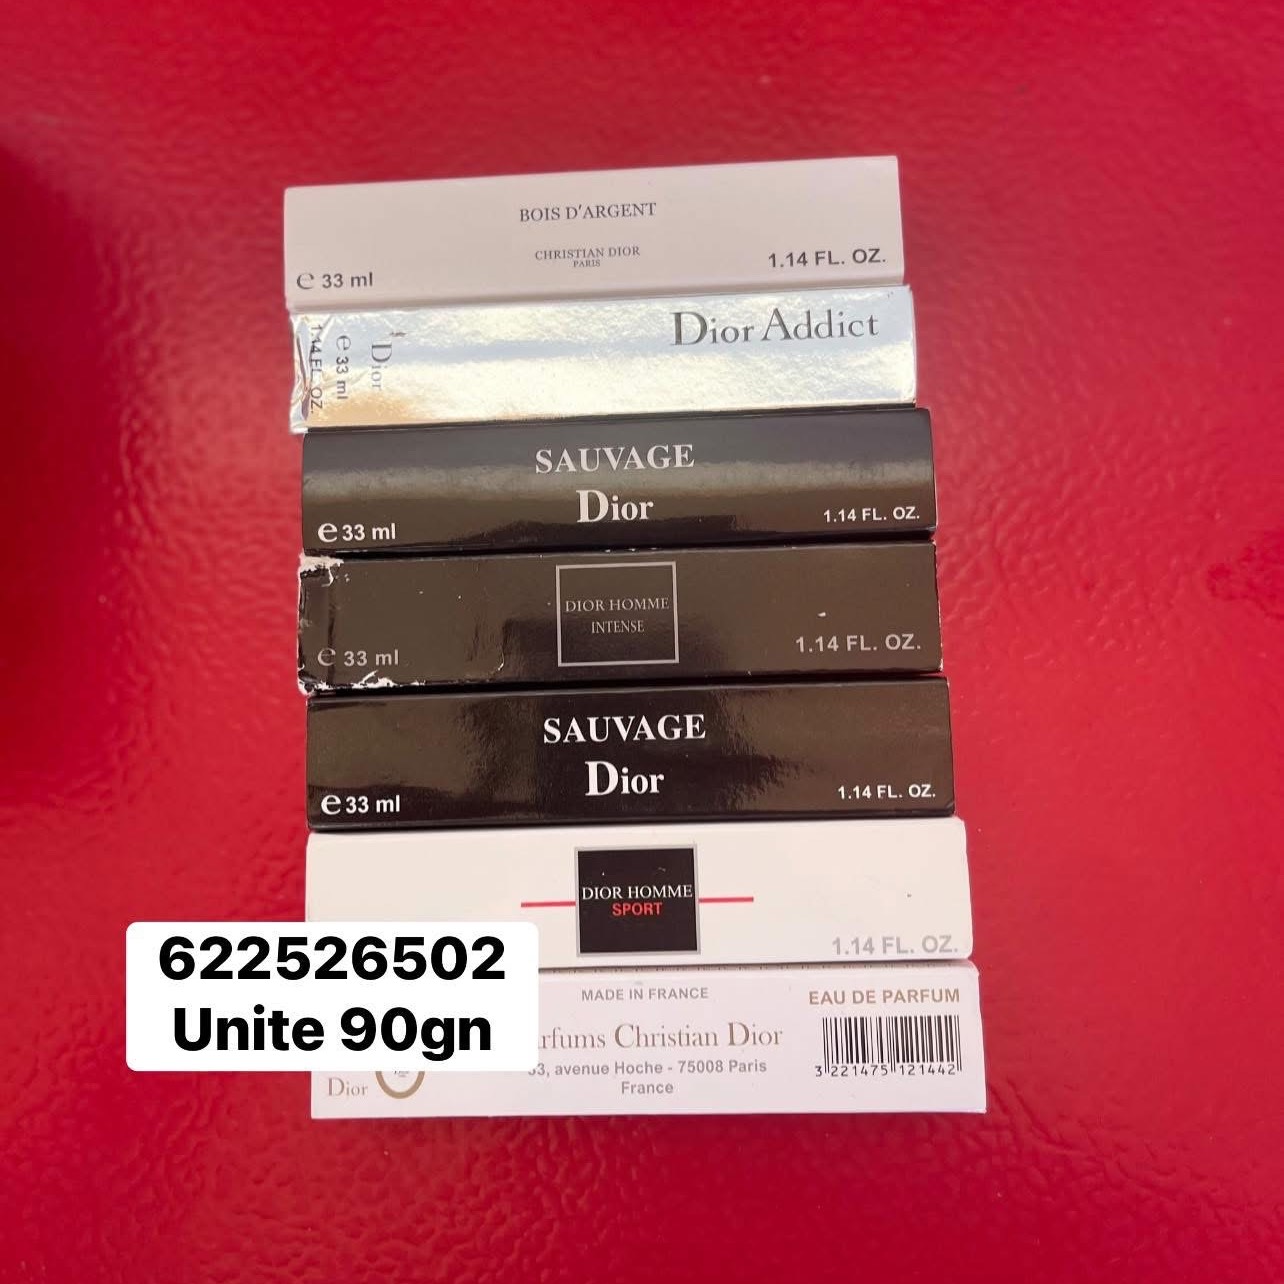 BOIS D'ARGENT
CHRISTIAN DIOR
PARIS
e 33 ml
1.14 FL. OZ.
Dior Addict
Dior
e 33 ml
1.14 FL. OZ.
SAUVAGE
Dior
e 33 ml
1.14 FL. OZ.
DIOR HOMME
INTENSE
e 33 ml
1.14 FL. OZ.
SAUVAGE
Dior
e 33 ml
1.14 FL. OZ.
DIOR HOMME
SPORT
1.14 FL. OZ.
622526502
Unite 90gn
MADE IN FRANCE
EAU DE PARFUM
Christian Dior
avenue Hoche - 75008 Paris
France
3 221475 121442
Dior